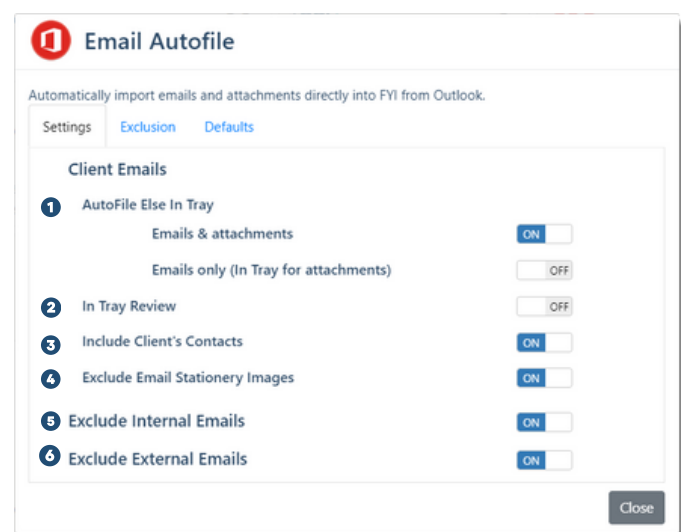 Email Autofile
Automatically import emails and attachments directly into FYI from Outlook.
Settings Exclusion Defaults
Client Emails
1 AutoFile Else In Tray
Emails & attachments ON
Emails only (In Tray for attachments) OFF
2 In Tray Review OFF
3 Include Client's Contacts ON
4 Exclude Email Stationery Images ON
5 Exclude Internal Emails ON
6 Exclude External Emails ON
Close